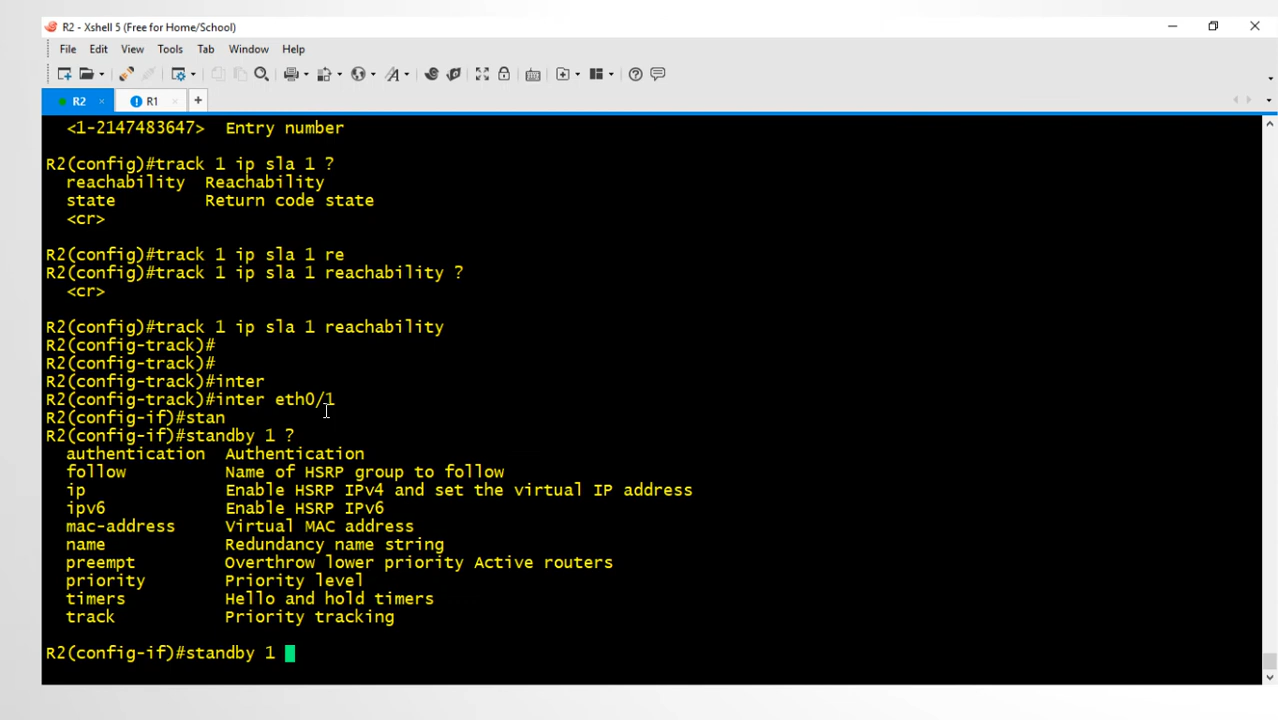 R2 - Xshell 5 (Free for Home/School)
File Edit View Tools Tab Window Help
R2 × R1 × +
<1-2147483647>  Entry number
R2(config)#track 1 ip sla 1 ?
reachability  Reachability
state         Return code state
<cr>
R2(config)#track 1 ip sla 1 re
R2(config)#track 1 ip sla 1 reachability ?
<cr>
R2(config)#track 1 ip sla 1 reachability
R2(config-track)#
R2(config-track)#
R2(config-track)#inter
R2(config-track)#inter eth0/1
R2(config-if)#stan
R2(config-if)#standby 1 ?
authentication  Authentication
follow          Name of HSRP group to follow
ip              Enable HSRP IPv4 and set the virtual IP address
ipv6            Enable HSRP IPv6
mac-address     Virtual MAC address
name            Redundancy name string
preempt         Overthrow lower priority Active routers
priority        Priority level
timers          Hello and hold timers
track           Priority tracking
R2(config-if)#standby 1